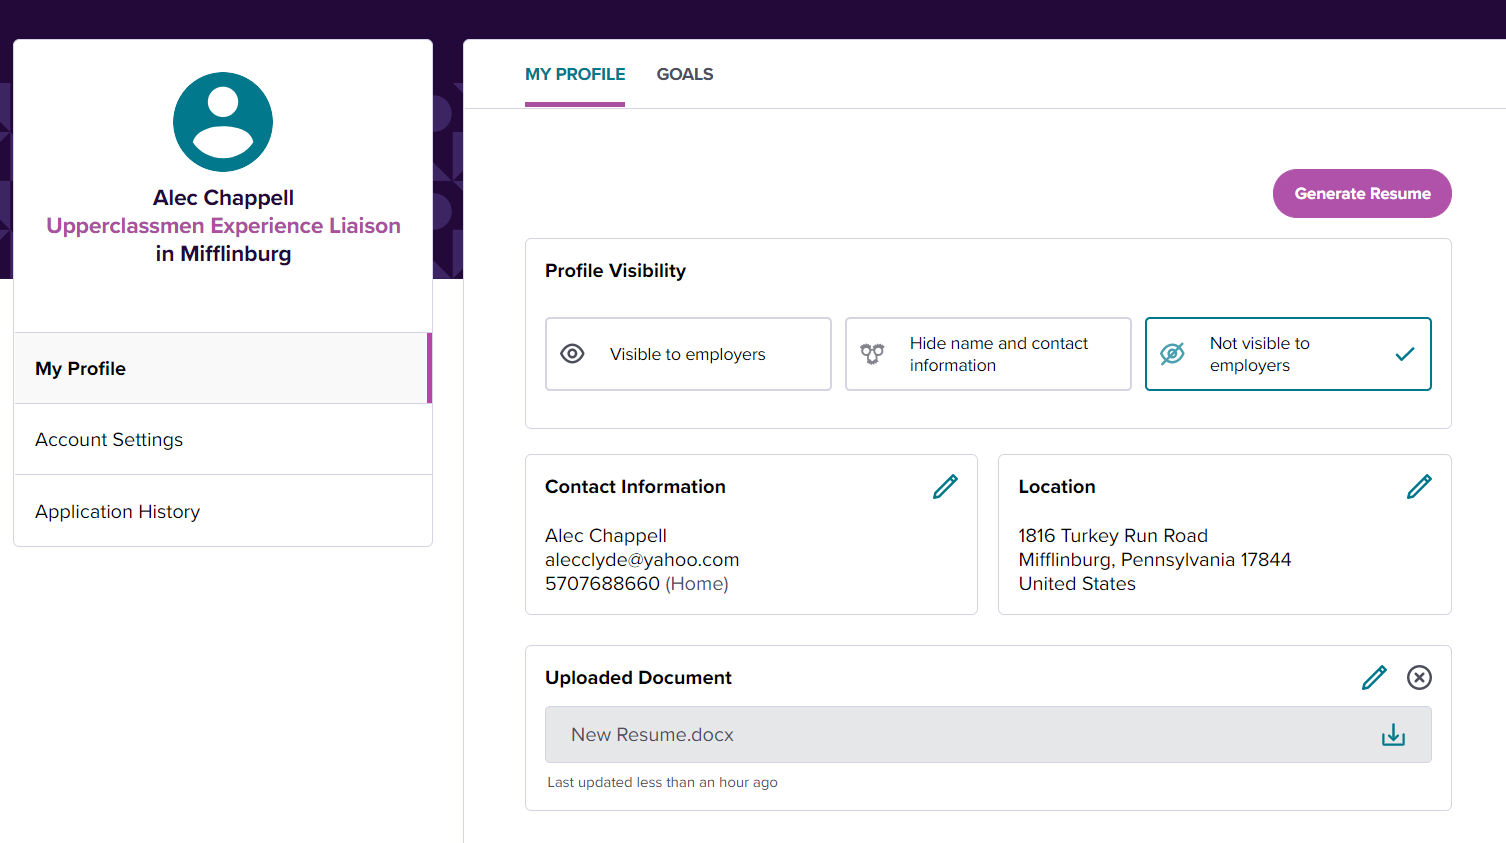 Alec Chappell
Upperclassmen Experience Liaison
in Mifflinburg
My Profile
Account Settings
Application History
MY PROFILE
GOALS
Generate Resume
Profile Visibility
Visible to employers
Hide name and contact
information
Not visible to
employers
Contact Information
Alec Chappell
alecclyde@yahoo.com
5707688660 (Home)
Location
1816 Turkey Run Road
Mifflinburg, Pennsylvania 17844
United States
Uploaded Document
New Resume.docx
Last updated less than an hour ago